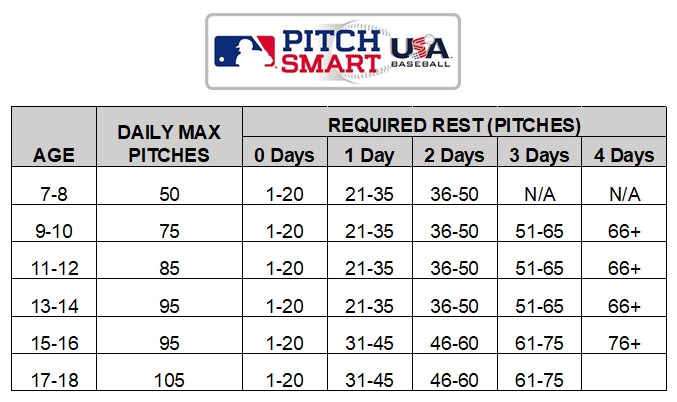 PITCH
SMART
USA
BASEBALL
REQUIRED REST (PITCHES)
AGE DAILY MAX PITCHES 0 Days 1 Day 2 Days 3 Days 4 Days
7-8 50 1-20 21-35 36-50 N/A N/A
9-10 75 1-20 21-35 36-50 51-65 66+
11-12 85 1-20 21-35 36-50 51-65 66+
13-14 95 1-20 21-35 36-50 51-65 66+
15-16 95 1-20 31-45 46-60 61-75 76+
17-18 105 1-20 31-45 46-60 61-75